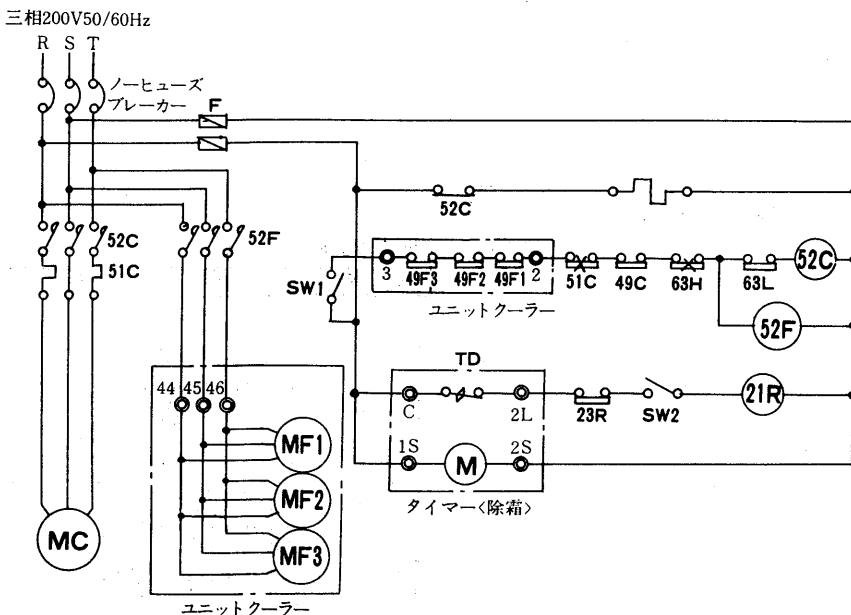 三相200V50/60Hz
R S T
ノーヒューズ
ブレーカー
F
52C
52C
51C
52F
SW1
3
49F3
49F2
49F1
2
51C
49C
63H
63L
52C
ユニットクーラー
52F
TD
44
45
46
C
2L
23R
SW2
21R
1S
M
2S
タイマー<除霜>
MF1
MF2
MF3
MC
ユニットクーラー